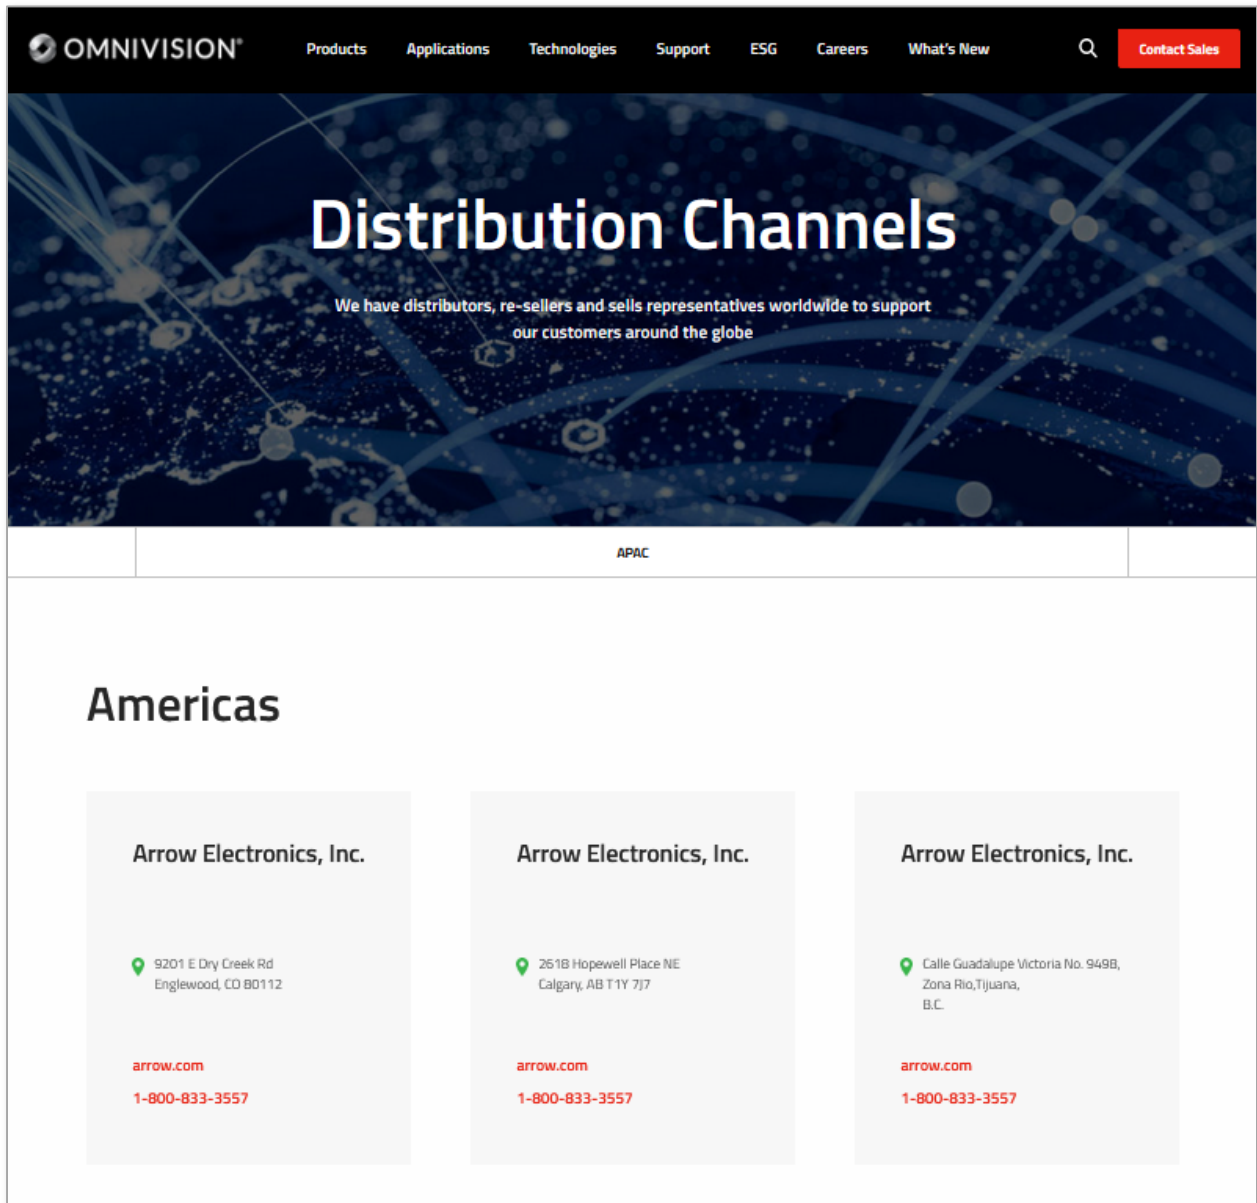 OMNIVISION®
Products Applications Technologies Support ESG Careers What's New Contact Sales
Distribution Channels
We have distributors, re-sellers and sells representatives worldwide to support
our customers around the globe
APAC
Americas
Arrow Electronics, Inc.
9201 E Dry Creek Rd
Englewood, CO 80112
arrow.com
1-800-833-3557
Arrow Electronics, Inc.
2618 Hopewell Place NE
Calgary, AB T1Y 7J7
arrow.com
1-800-833-3557
Arrow Electronics, Inc.
Calle Guadalupe Victoria No. 9498,
Zona Rio,Tijuana,
B.C.
arrow.com
1-800-833-3557